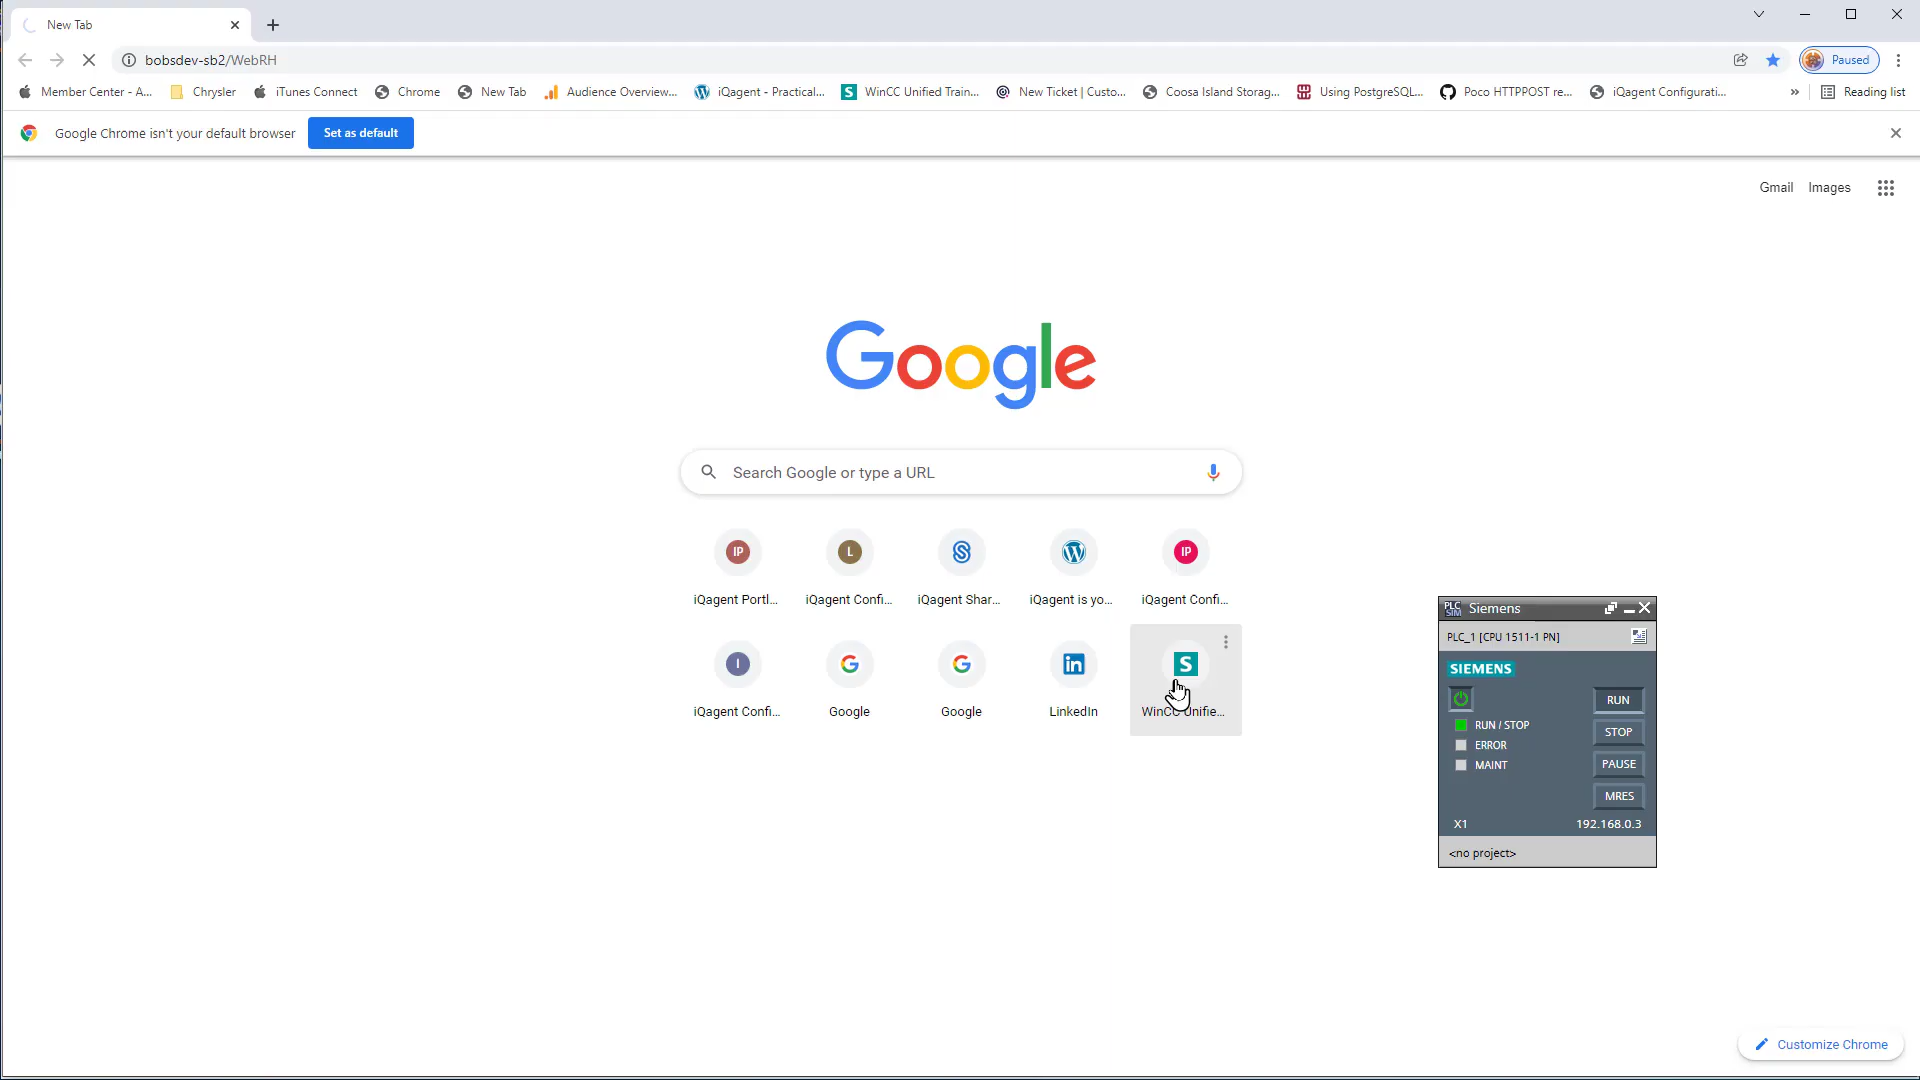 New Tab
bobsdev-sb2/WebRH
Paused
Member Center - A... Chrysler iTunes Connect Chrome New Tab Audience Overview... iQagent - Practical... WinCC Unified Train... New Ticket | Custo... Coosa Island Storag... Using PostgreSQL... Poco HTTPPOST re... iQagent Configurati... » Reading list
Google Chrome isn't your default browser Set as default
Gmail Images
Google
Search Google or type a URL
IP L IP
iQagent Portl... iQagent Confi... iQagent Shar... iQagent is yo... iQagent Confi...
I G G in S
iQagent Confi... Google Google LinkedIn WinCC Unifie...
PLC SIM Siemens
PLC_1 [CPU 1511-1 PN]
SIEMENS
RUN
RUN / STOP
STOP
ERROR
PAUSE
MAINT
MRES
X1 192.168.0.3
<no project>
Customize Chrome